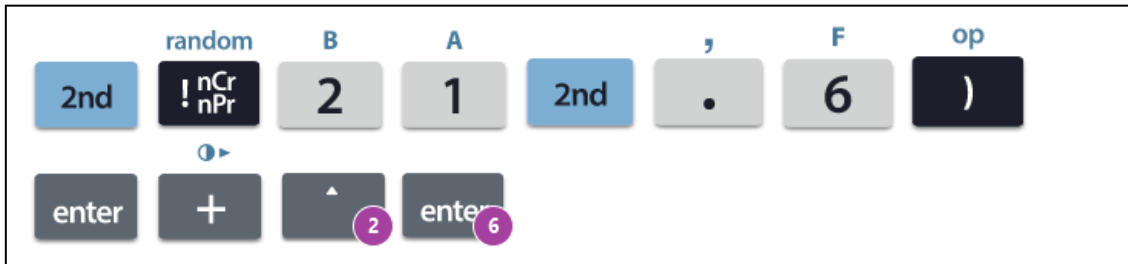 random B A , F op
2nd ! nCr nPr 2 1 2nd . 6 )
enter + 2 enter 6